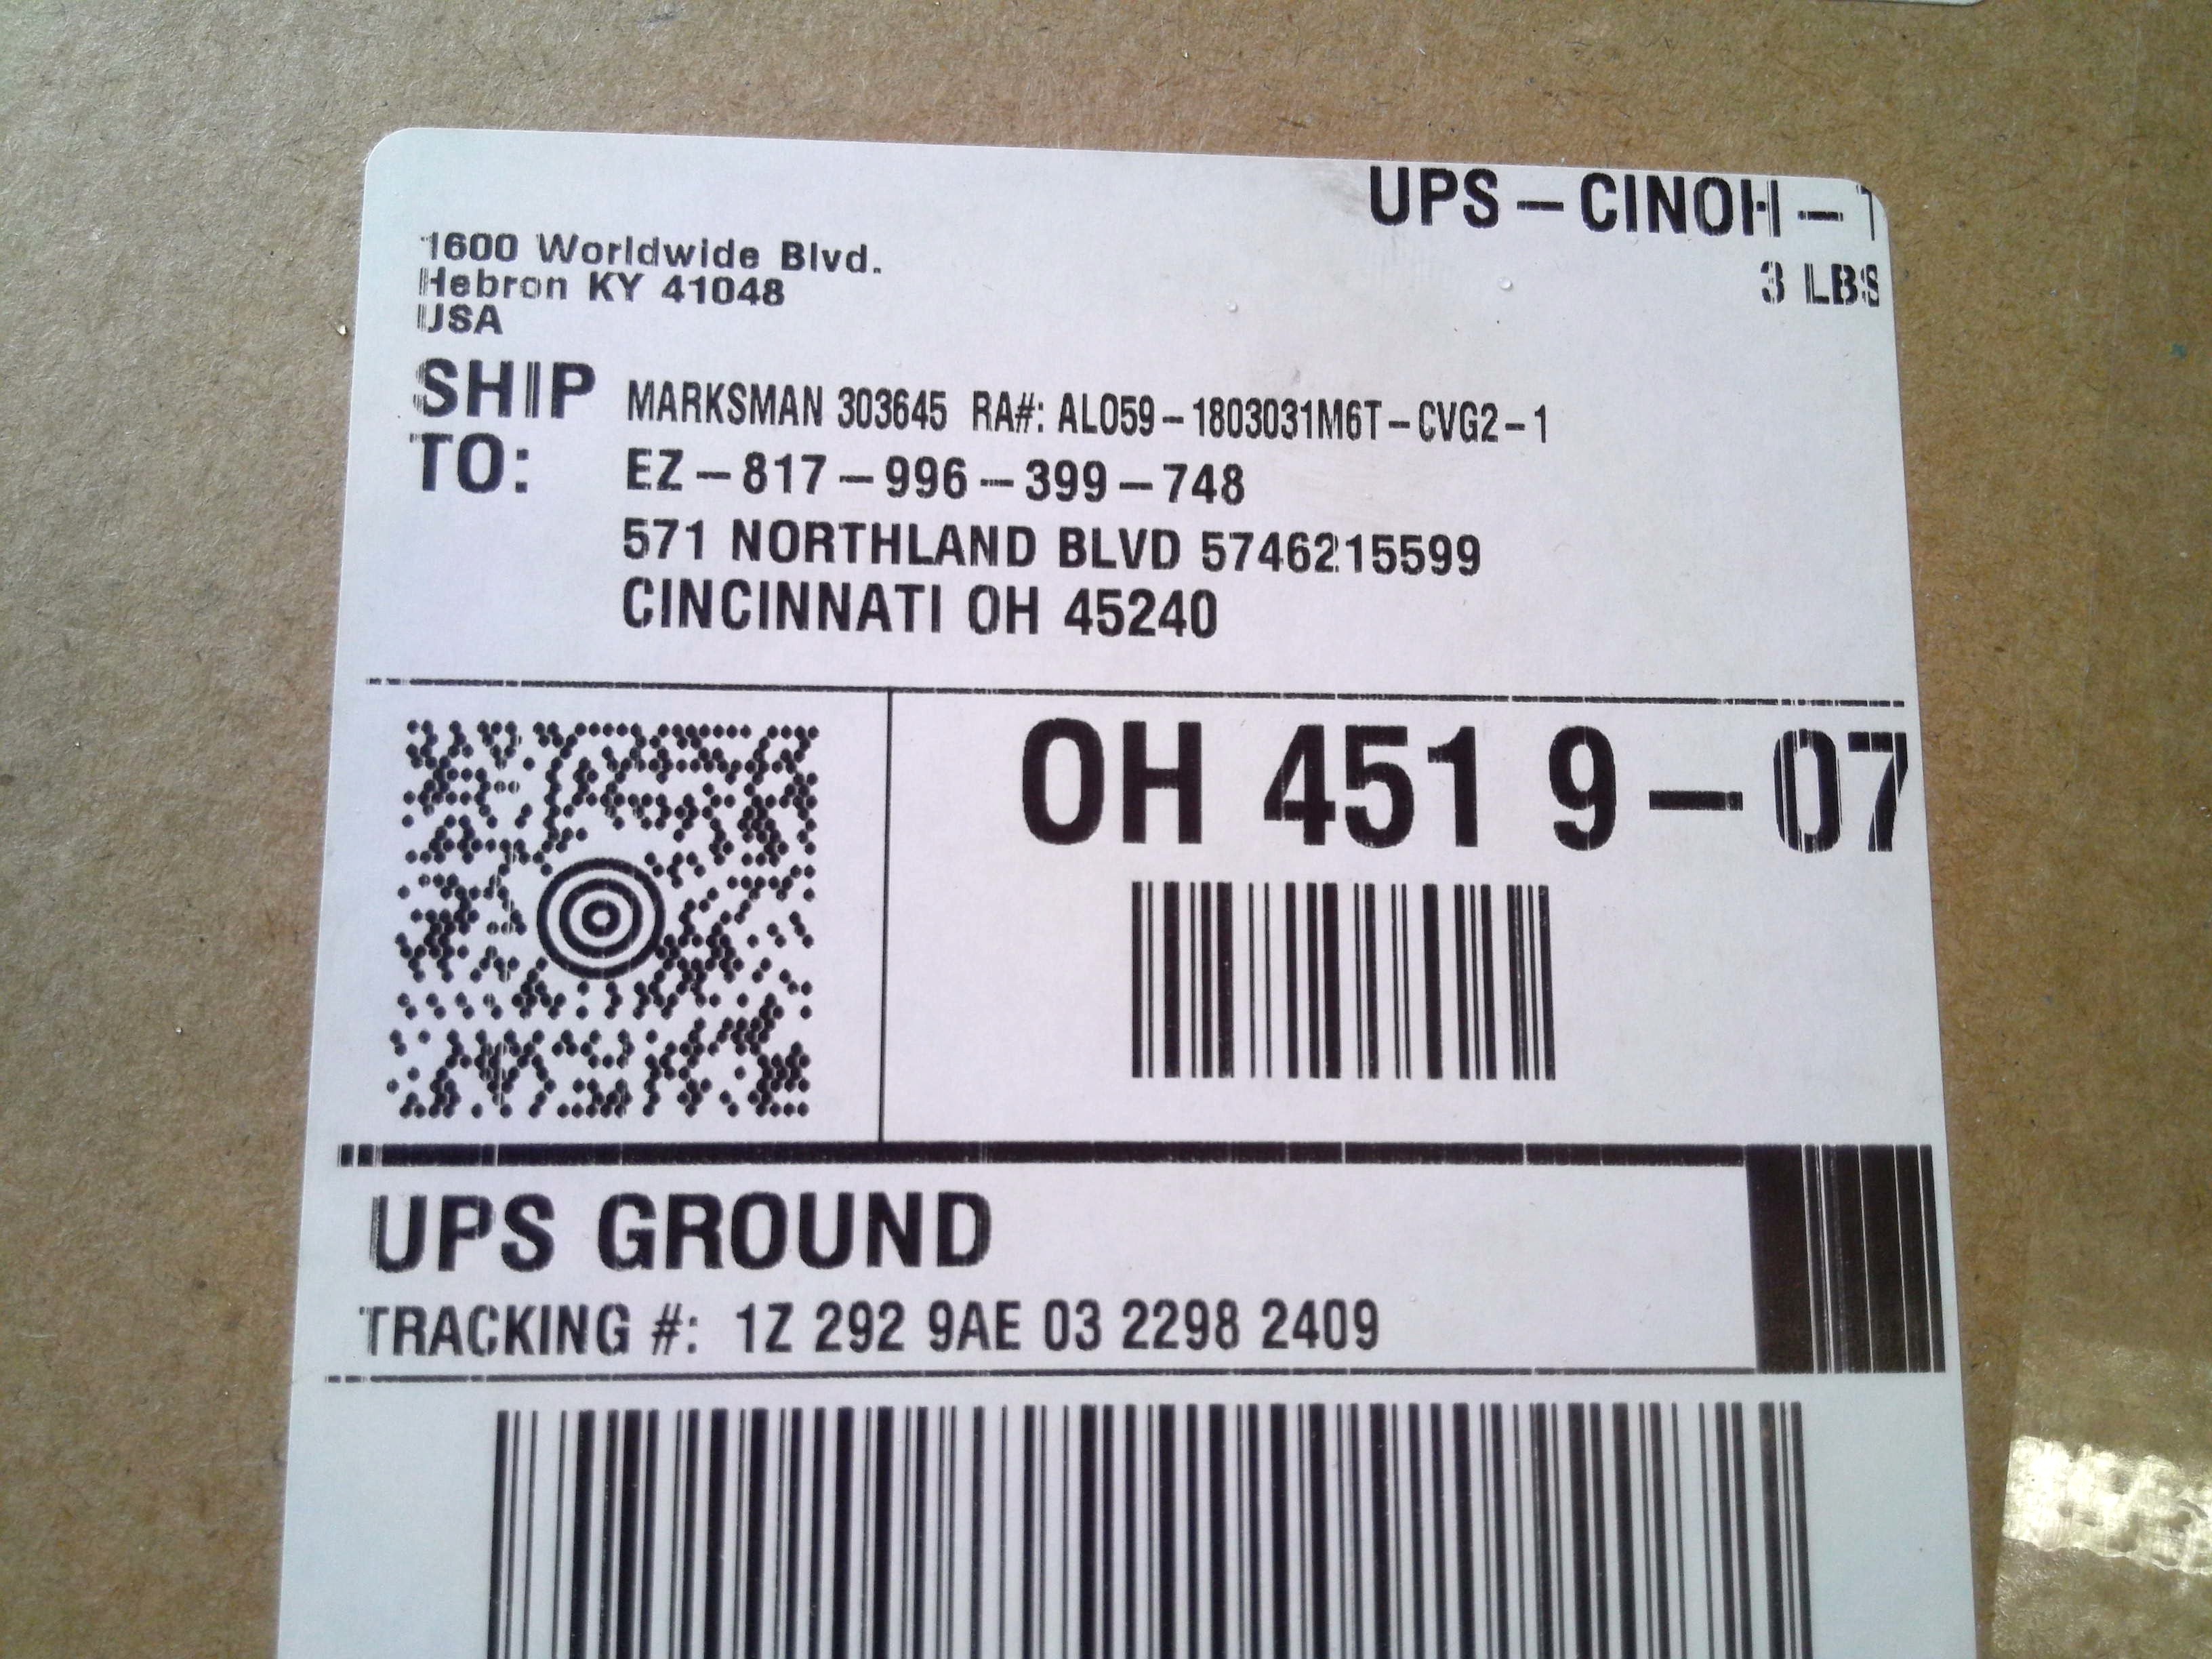 UPS – CINOH –
3 LBS
1600 Worldwide Blvd.
Hebron KY 41048
USA
SHIP TO:
MARKSMAN 303645 RA#: AL059–1803031M6T–CVG2–1
EZ–817–996–399–748
571 NORTHLAND BLVD 5746215599
CINCINNATI OH 45240
OH 451 9–07
UPS GROUND
TRACKING #: 1Z 292 9AE 03 2298 2409